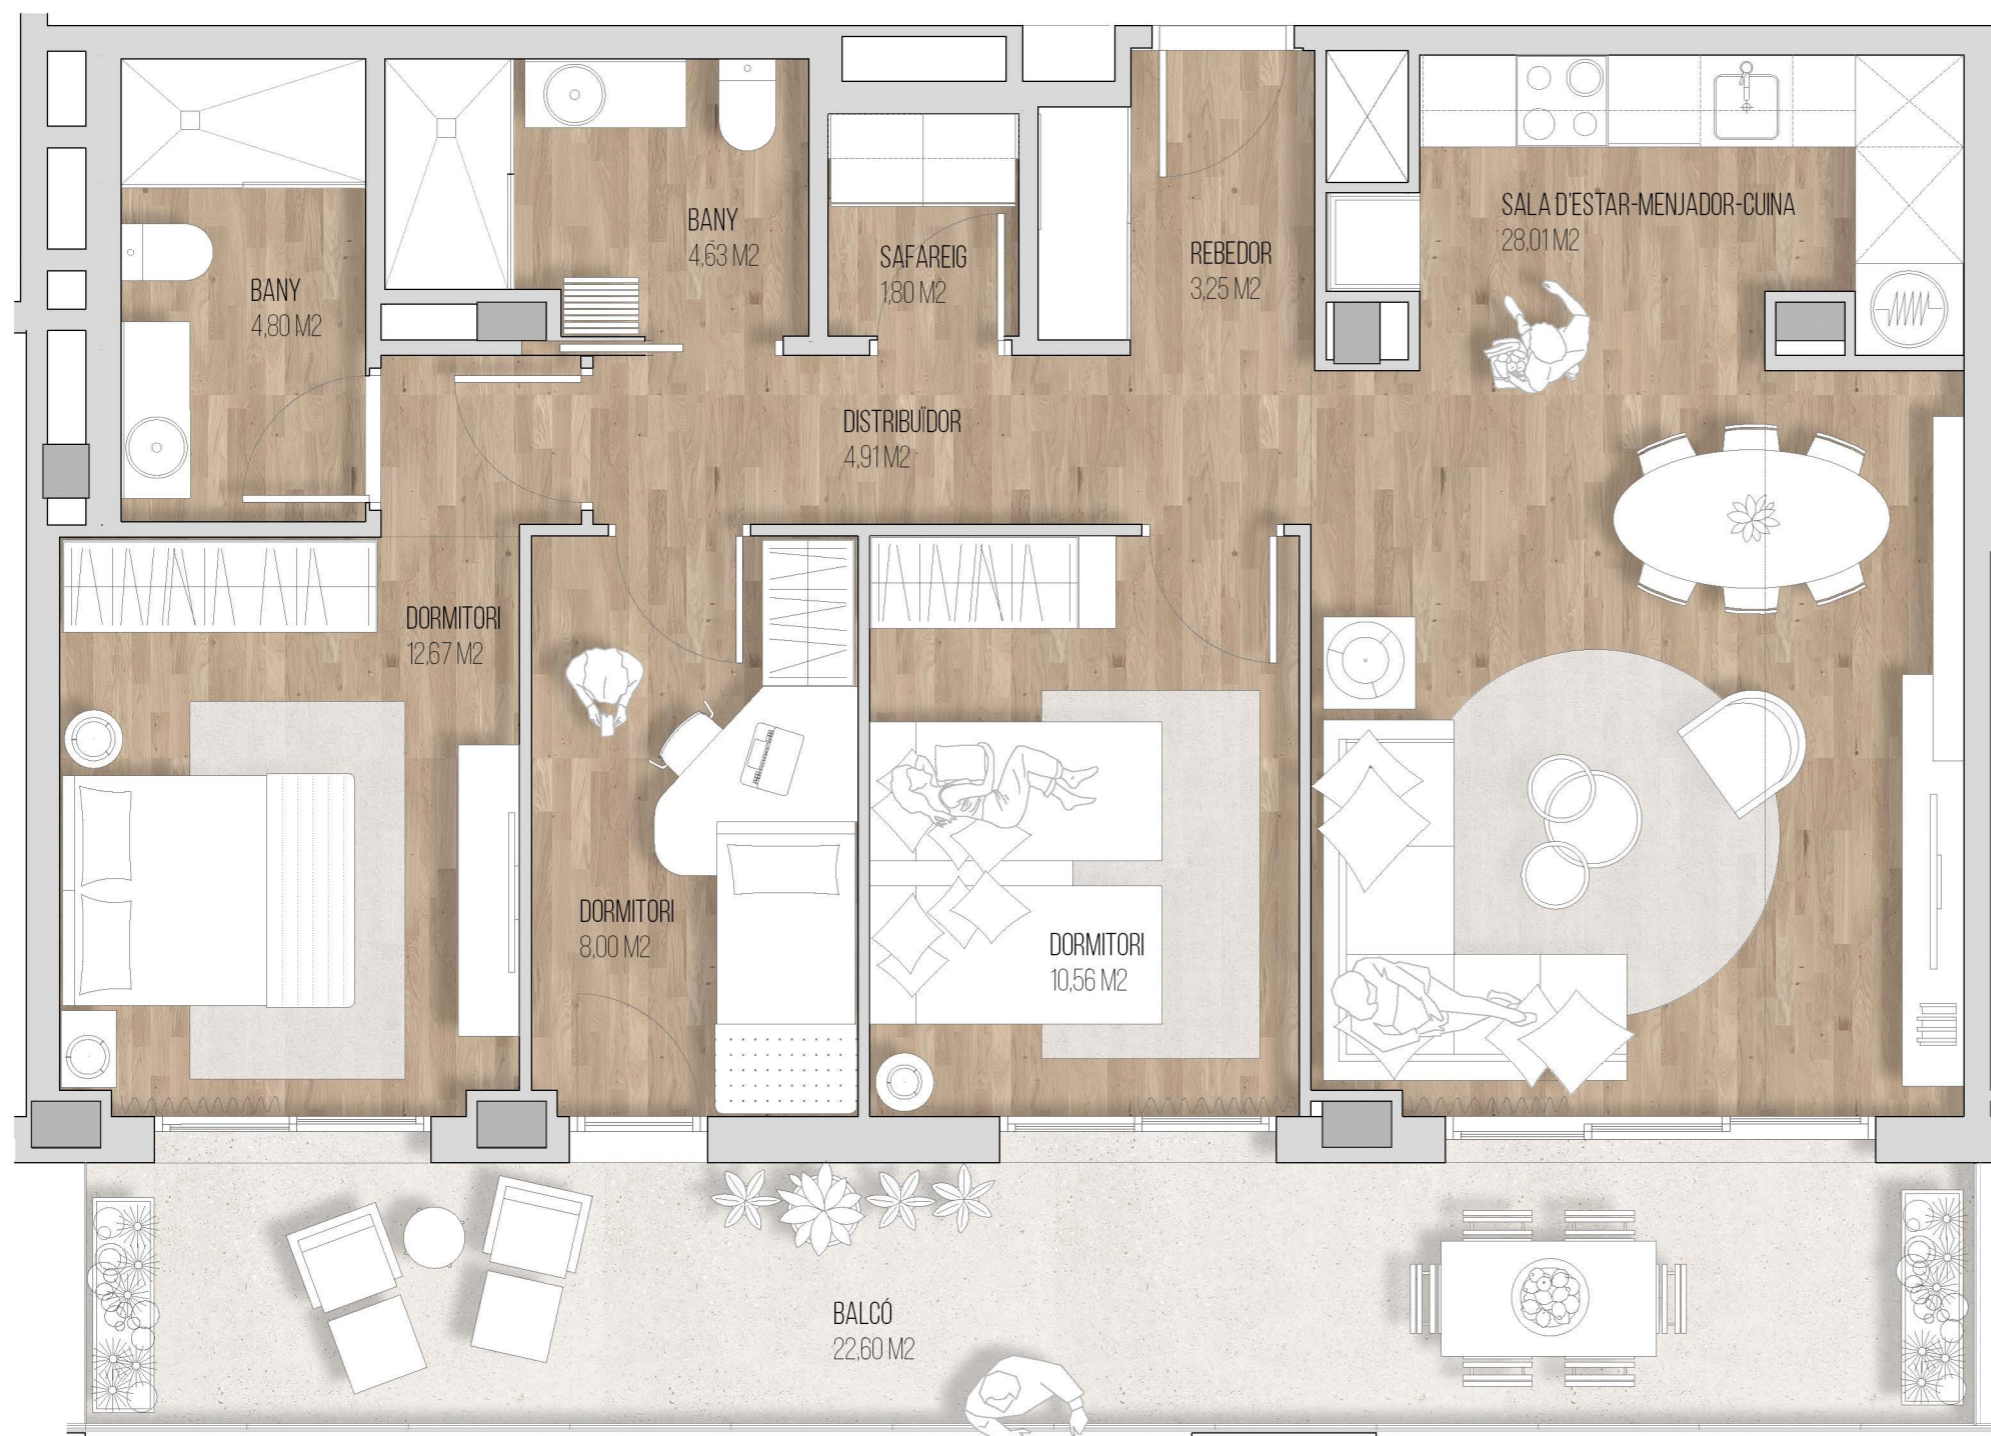 BANY
4,80 M2
BANY
4,63 M2
SAFAREIG
1,80 M2
REBEDOR
3,25 M2
SALA D'ESTAR-MENJADOR-CUINA
28,01 M2
DISTRIBUÏDOR
4,91 M2
DORMITORI
12,67 M2
DORMITORI
8,00 M2
DORMITORI
10,56 M2
BALCÓ
22,60 M2